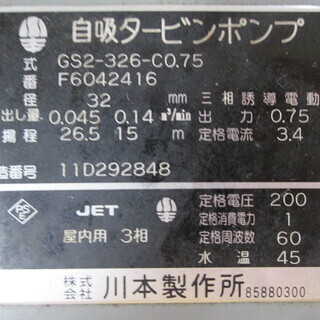 自吸タービンポンプ
式 GS2-326-C0.75
番 F6042416
径 32 mm 三相誘導電動
出し量 0.045 0.14 m³/min 出力 0.75
揚程 26.5 15 m 定格電流 3.4
造番号 11D292848
PSE JET 定格電圧 200
定格消費電力 1
屋内用 3相 定格周波数 60
水温 45
株式会社 川本製作所 85880300